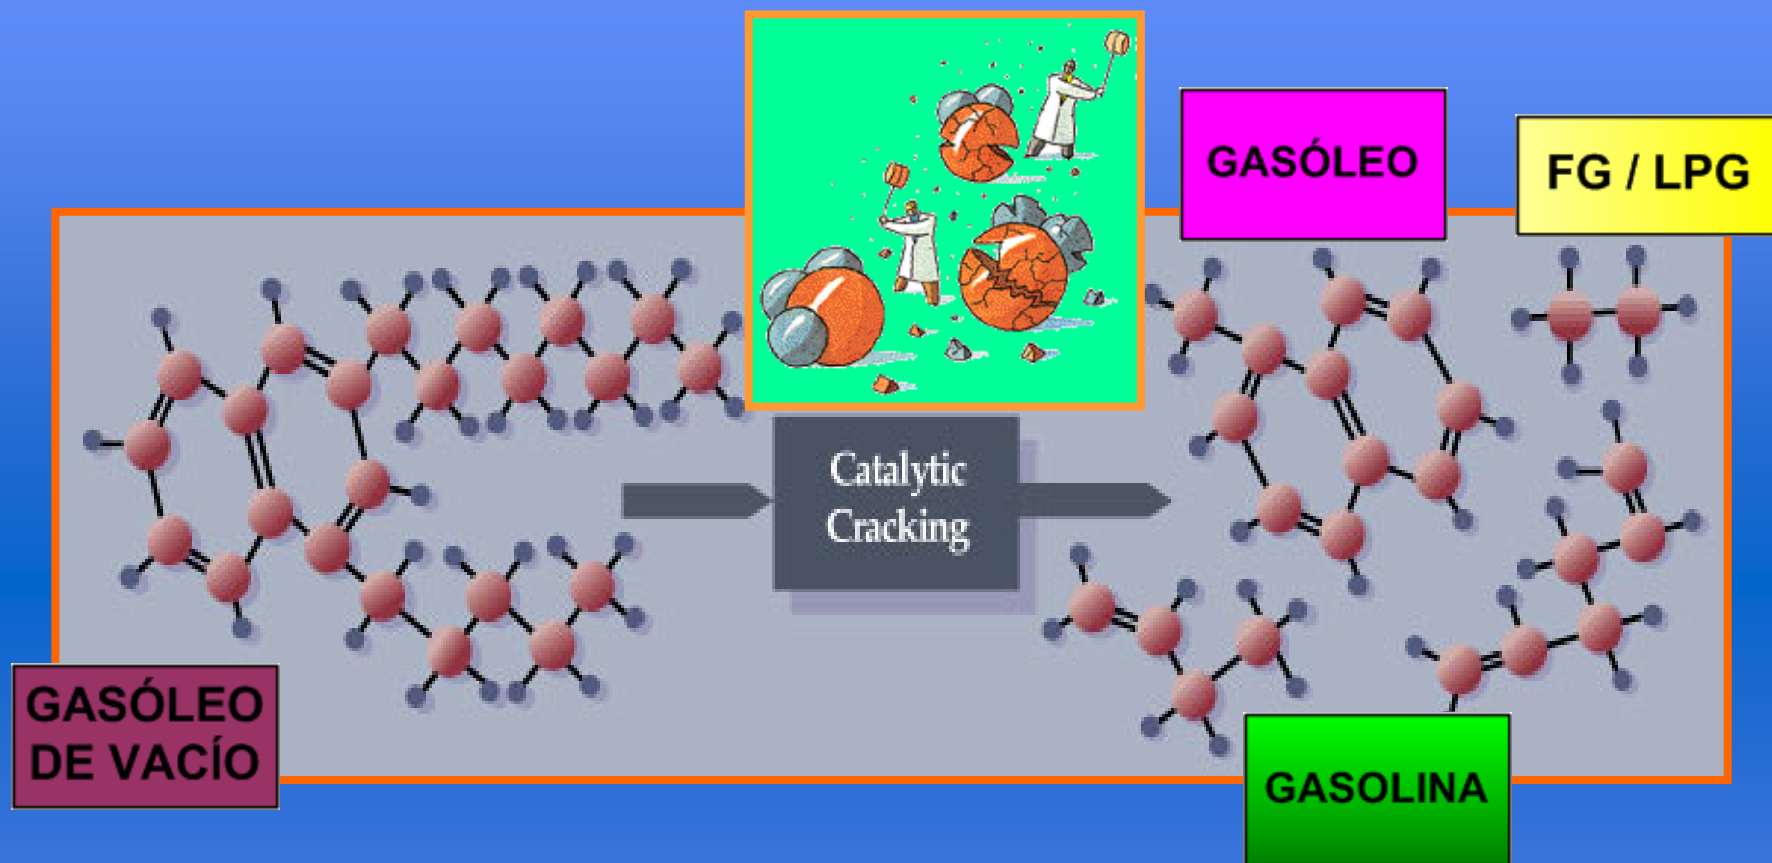 GASÓLEO
FG / LPG
Catalytic
Cracking
GASÓLEO
DE VACÍO
GASOLINA